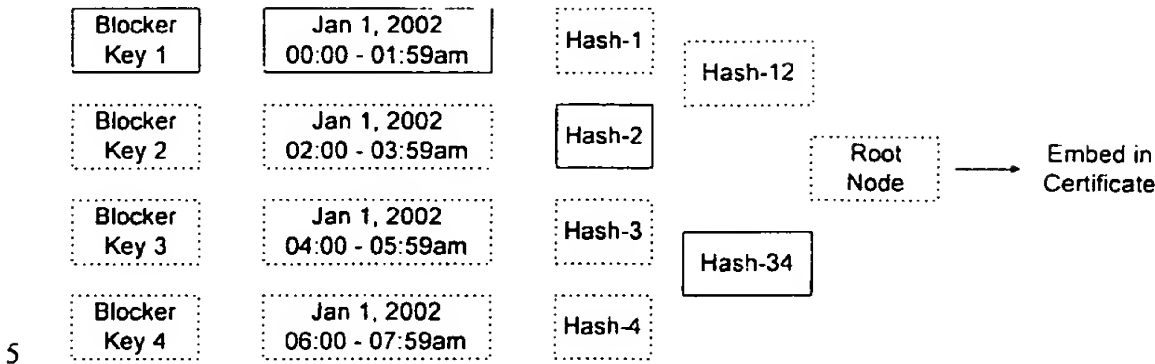 Blocker
Key 1
Jan 1, 2002
00:00 - 01:59am
Hash-1
Hash-12
Blocker
Key 2
Jan 1, 2002
02:00 - 03:59am
Hash-2
Root
Node
Embed in
Certificate
Blocker
Key 3
Jan 1, 2002
04:00 - 05:59am
Hash-3
Hash-34
Blocker
Key 4
Jan 1, 2002
06:00 - 07:59am
Hash-4
5